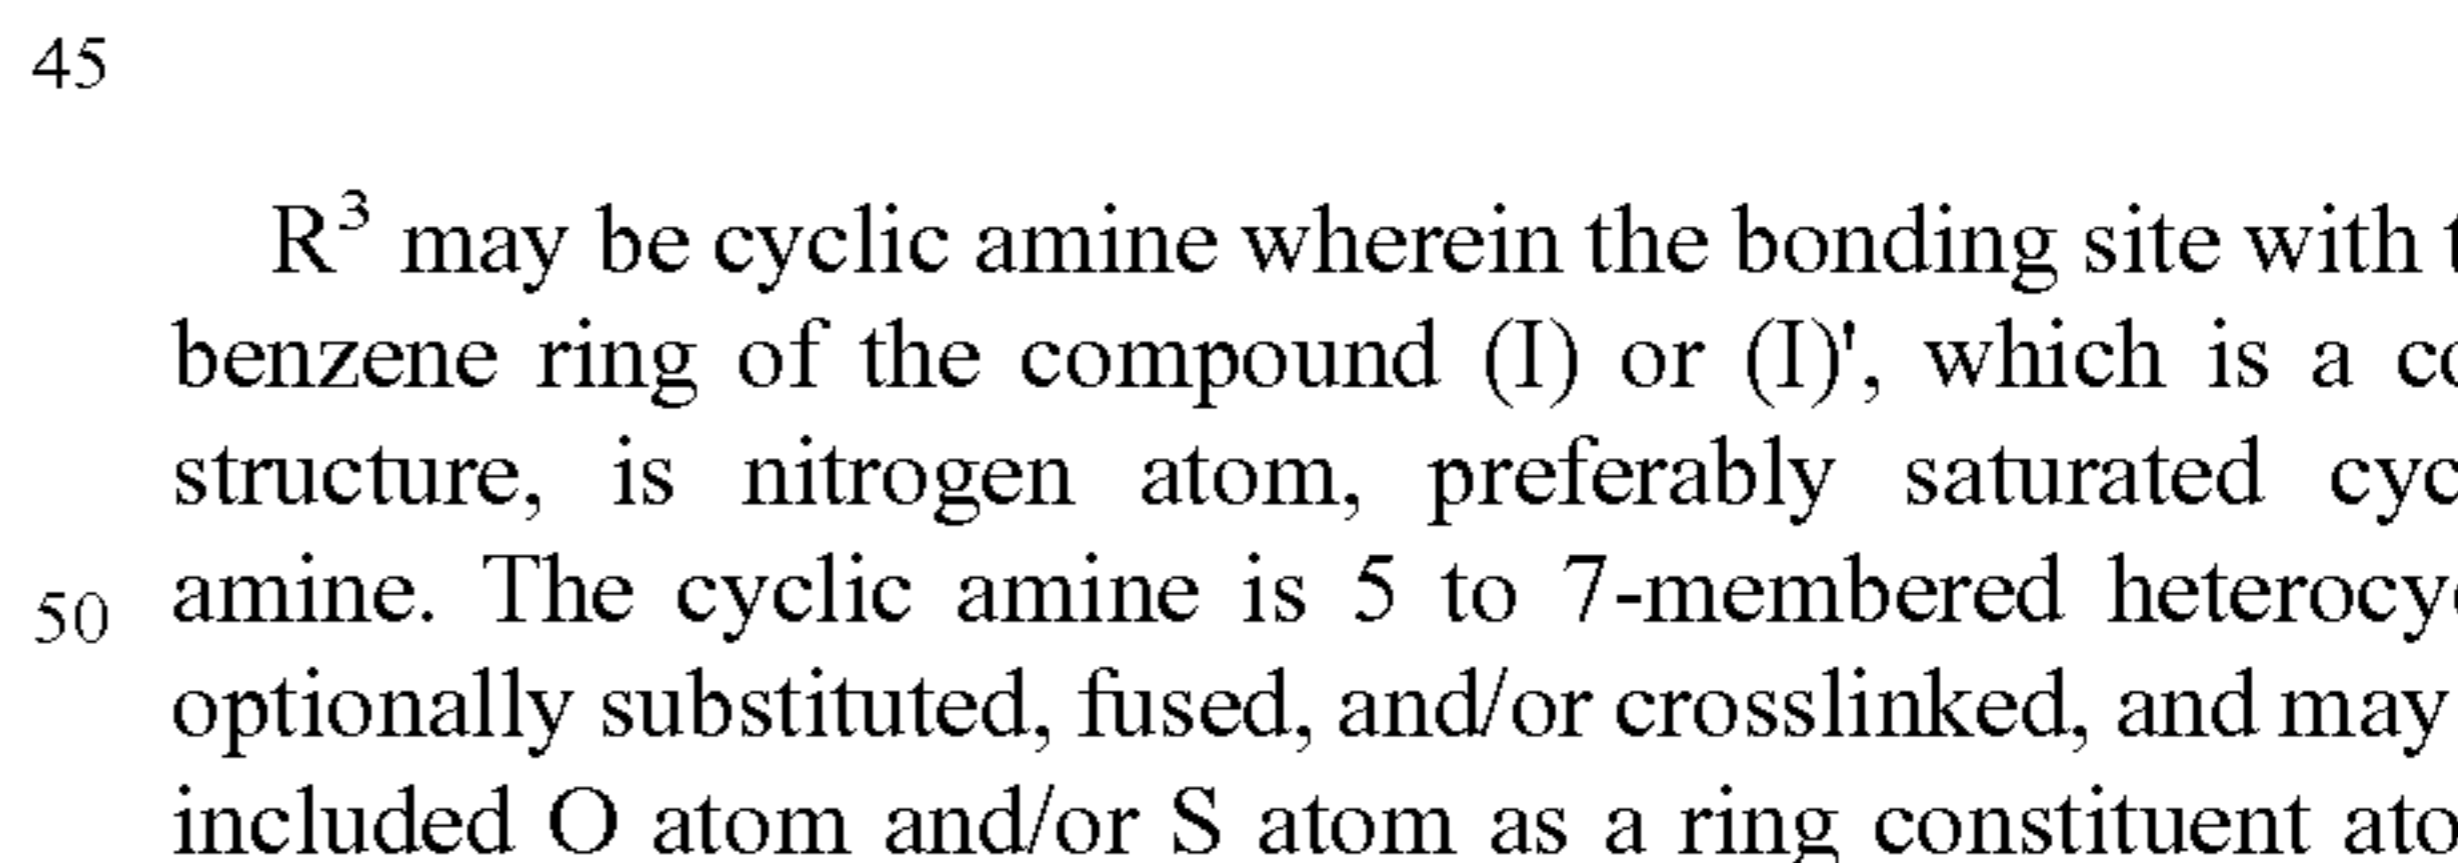 45
R³ may be cyclic amine wherein the bonding site with
benzene ring of the compound (I) or (I)', which is a
structure, is nitrogen atom, preferably saturated
50 amine. The cyclic amine is 5 to 7-membered
optionally substituted, fused, and/or crosslinked, and may
included O atom and/or S atom as a ring constituent